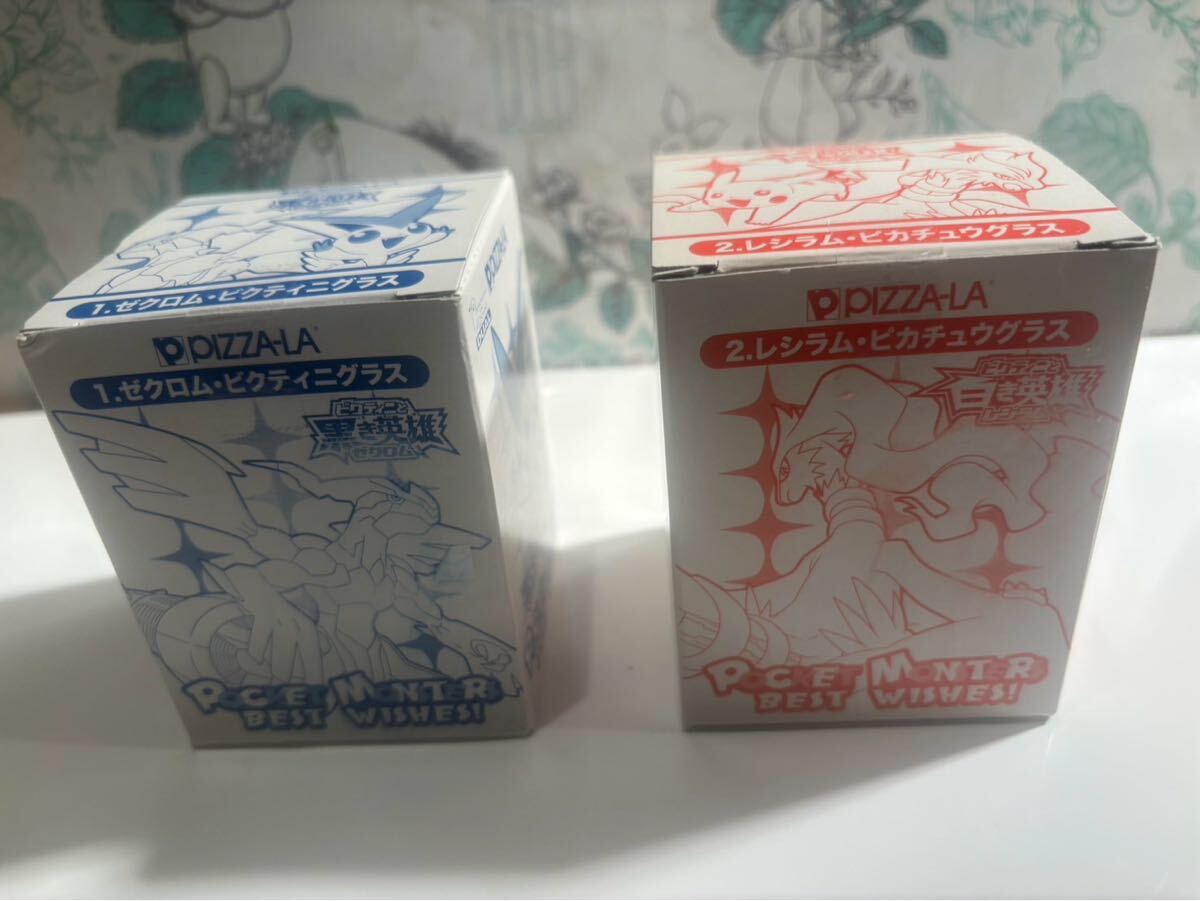 黒き英雄
1.ゼクロム・ビクティニグラス
PIZZA-LA
1.ゼクロム・ビクティニグラス
ビクティニと
黒き英雄
ゼクロム
POCKET MONSTERS
BEST WISHES!
2.レシラム・ピカチュウグラス
PIZZA-LA
2.レシラム・ピカチュウグラス
ビクティニと
白き英雄
レシラム
POCKET MONSTERS
BEST WISHES!